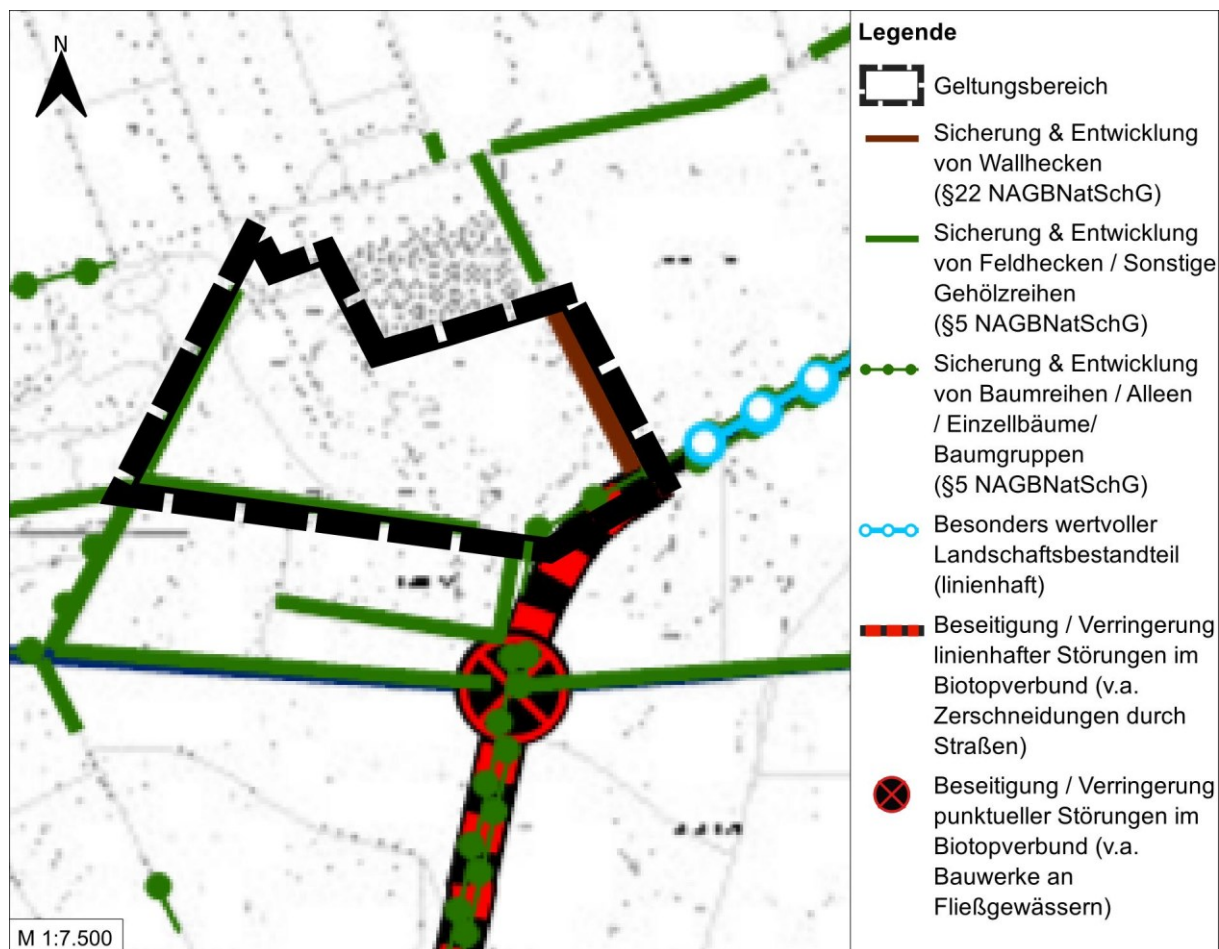 N
M 1:7.500
Legende
Geltungsbereich
Sicherung & Entwicklung
von Wallhecken
(§22 NAGBNatSchG)
Sicherung & Entwicklung
von Feldhecken / Sonstige
Gehölzreihen
(§5 NAGBNatSchG)
Sicherung & Entwicklung
von Baumreihen / Alleen
/ Einzellbäume/
Baumgruppen
(§5 NAGBNatSchG)
Besonders wertvoller
Landschaftsbestandteil
(linienhaft)
Beseitigung / Verringerung
linienhafter Störungen im
Biotopverbund (v.a.
Zerschneidungen durch
Straßen)
Beseitigung / Verringerung
punktueller Störungen im
Biotopverbund (v.a.
Bauwerke an
Fließgewässern)